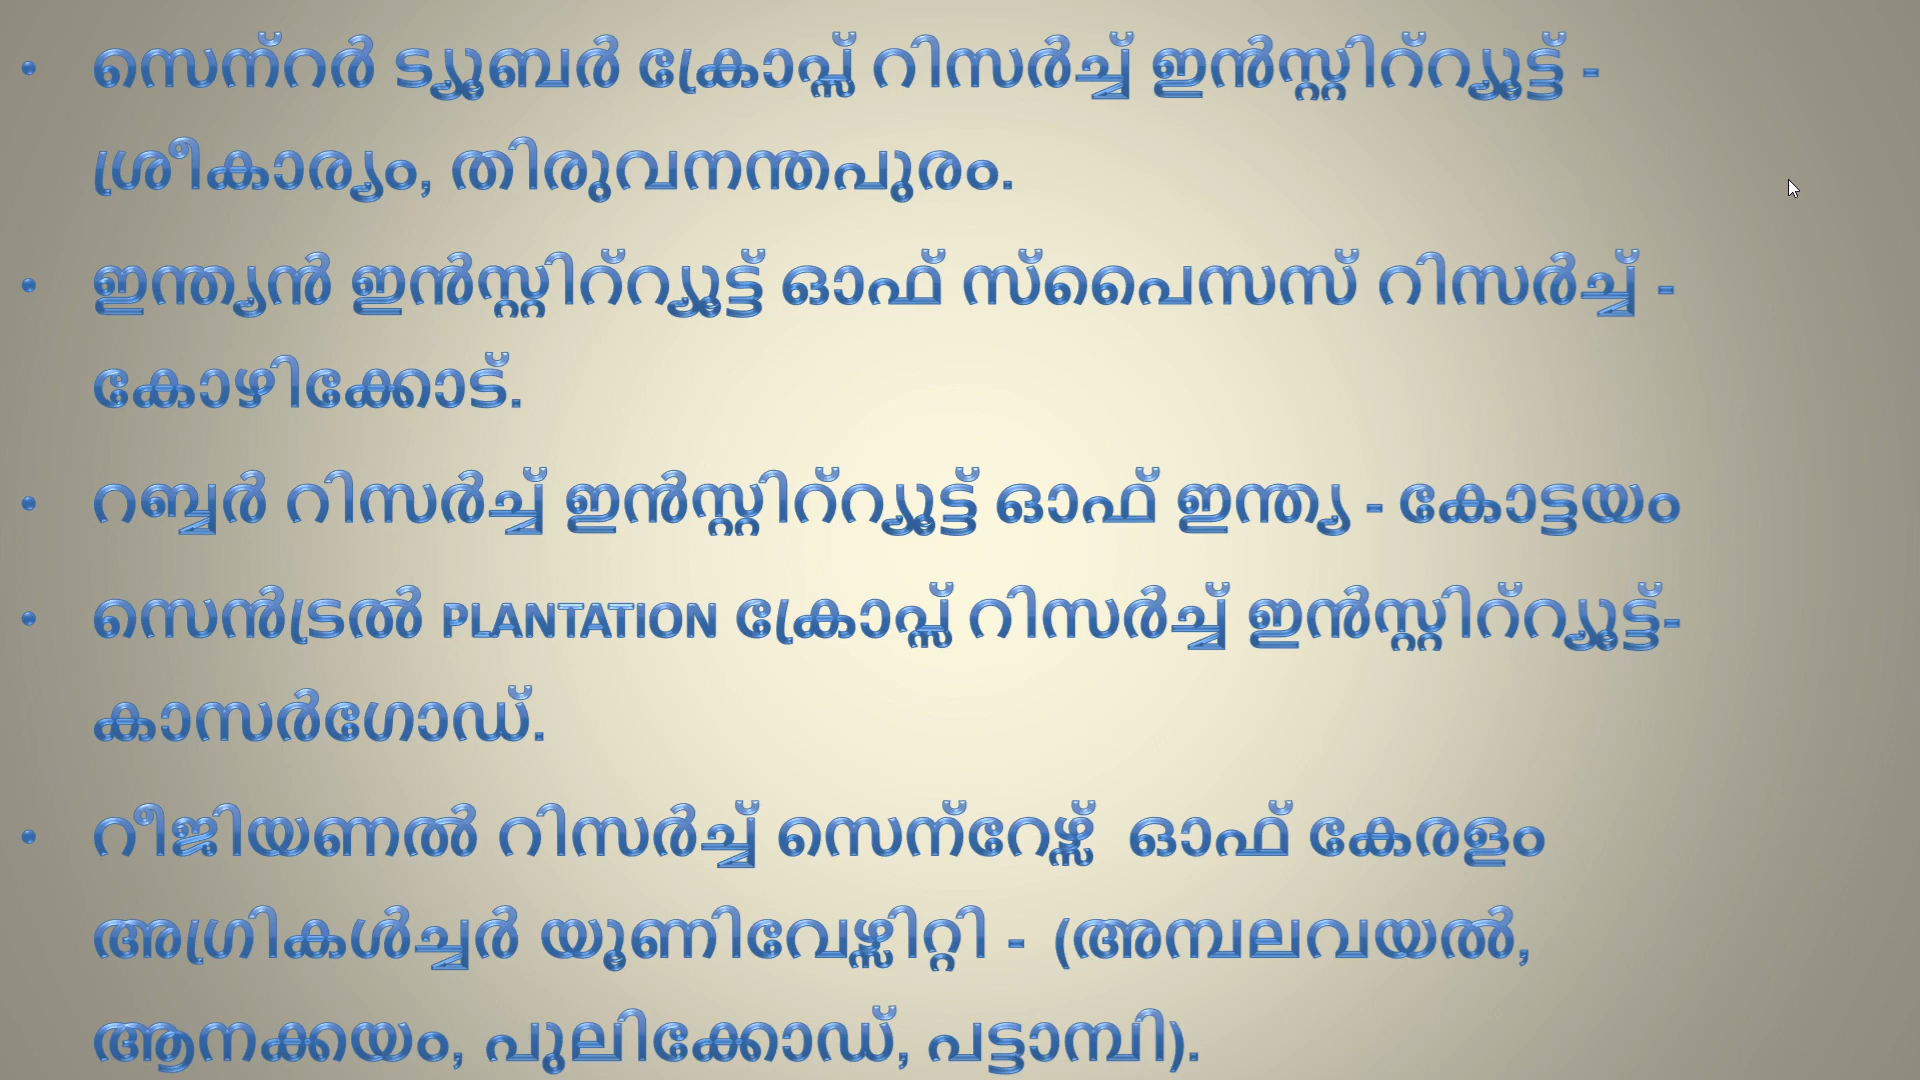 • സെന്റർ ട്യൂബർ ക്രോപ്സ് റിസർച്ച് ഇൻസ്റ്റിറ്റ്യൂട്ട് -
ശ്രീകാര്യം, തിരുവനന്തപുരം.
• ഇന്ത്യൻ ഇൻസ്റ്റിറ്റ്യൂട്ട് ഓഫ് സ്പൈസസ് റിസർച്ച് -
കോഴിക്കോട്.
• റബ്ബർ റിസർച്ച് ഇൻസ്റ്റിറ്റ്യൂട്ട് ഓഫ് ഇന്ത്യ - കോട്ടയം
• സെൻട്രൽ PLANTATION ക്രോപ്സ് റിസർച്ച് ഇൻസ്റ്റിറ്റ്യൂട്ട്-
കാസർഗോഡ്.
• റീജിയണൽ റിസർച്ച് സെന്റേഴ്സ് ഓഫ് കേരളം
അഗ്രികൾച്ചർ യൂണിവേഴ്സിറ്റി - (അമ്പലവയൽ,
ആനക്കയം, പുലിക്കോഡ്, പട്ടാമ്പി).